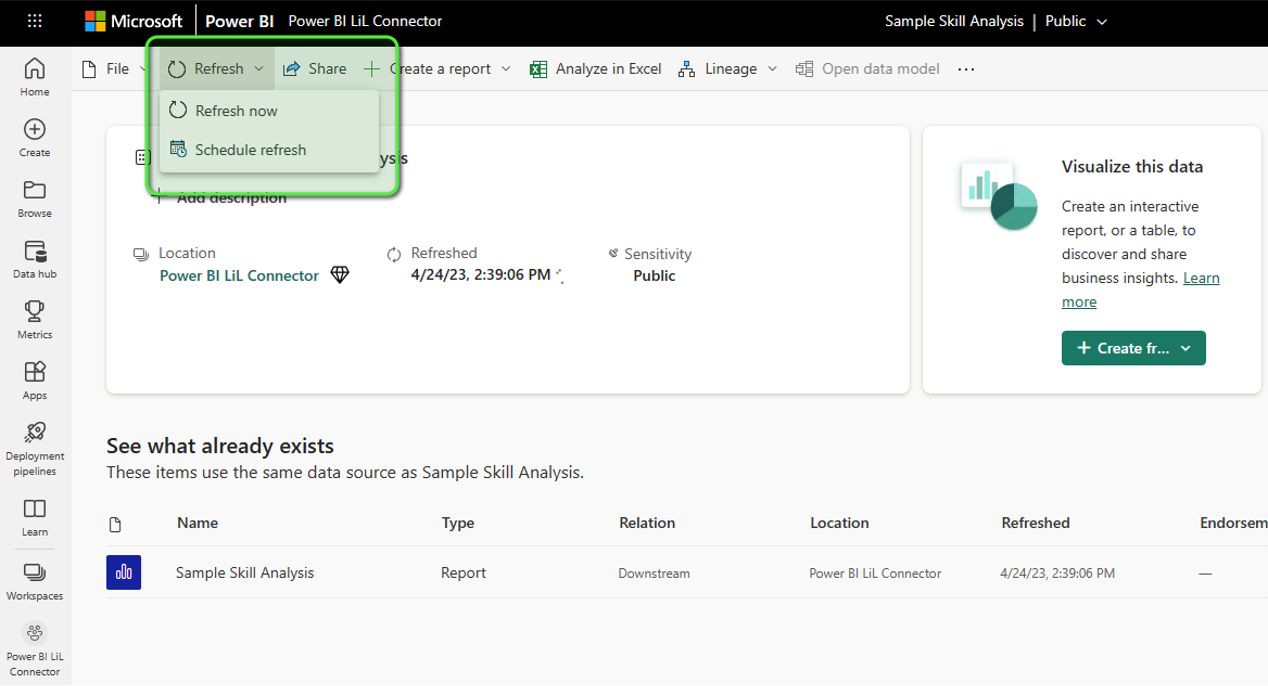 Microsoft Power BI Power BI LiL Connector Sample Skill Analysis | Public
File Refresh Share Create a report Analyze in Excel Lineage Open data model ...
Refresh now
Schedule refresh
ysis
Add description
Location Refreshed Sensitivity
Power BI LiL Connector 4/24/23, 2:39:06 PM Public
Visualize this data
Create an interactive
report, or a table, to
discover and share
business insights. Learn
more
+ Create fr...
Home
Create
Browse
Data hub
Metrics
Apps
Deployment
pipelines
Learn
Workspaces
Power BI LiL
Connector
See what already exists
These items use the same data source as Sample Skill Analysis.
Name Type Relation Location Refreshed Endorsem
Sample Skill Analysis Report Downstream Power BI LiL Connector 4/24/23, 2:39:06 PM —